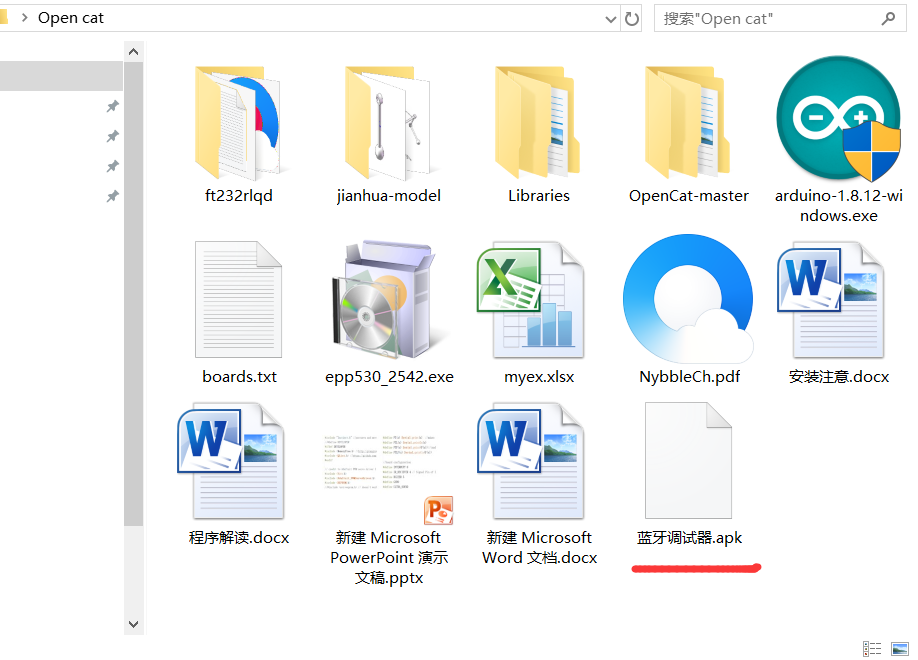 Open cat
搜索"Open cat"
ft232rlqd
jianhua-model
Libraries
OpenCat-master
arduino-1.8.12-wi
ndows.exe
boards.txt
epp530_2542.exe
myex.xlsx
NybbleCh.pdf
安装注意.docx
程序解读.docx
新建 Microsoft
PowerPoint 演示
文稿.pptx
新建 Microsoft
Word 文档.docx
蓝牙调试器.apk